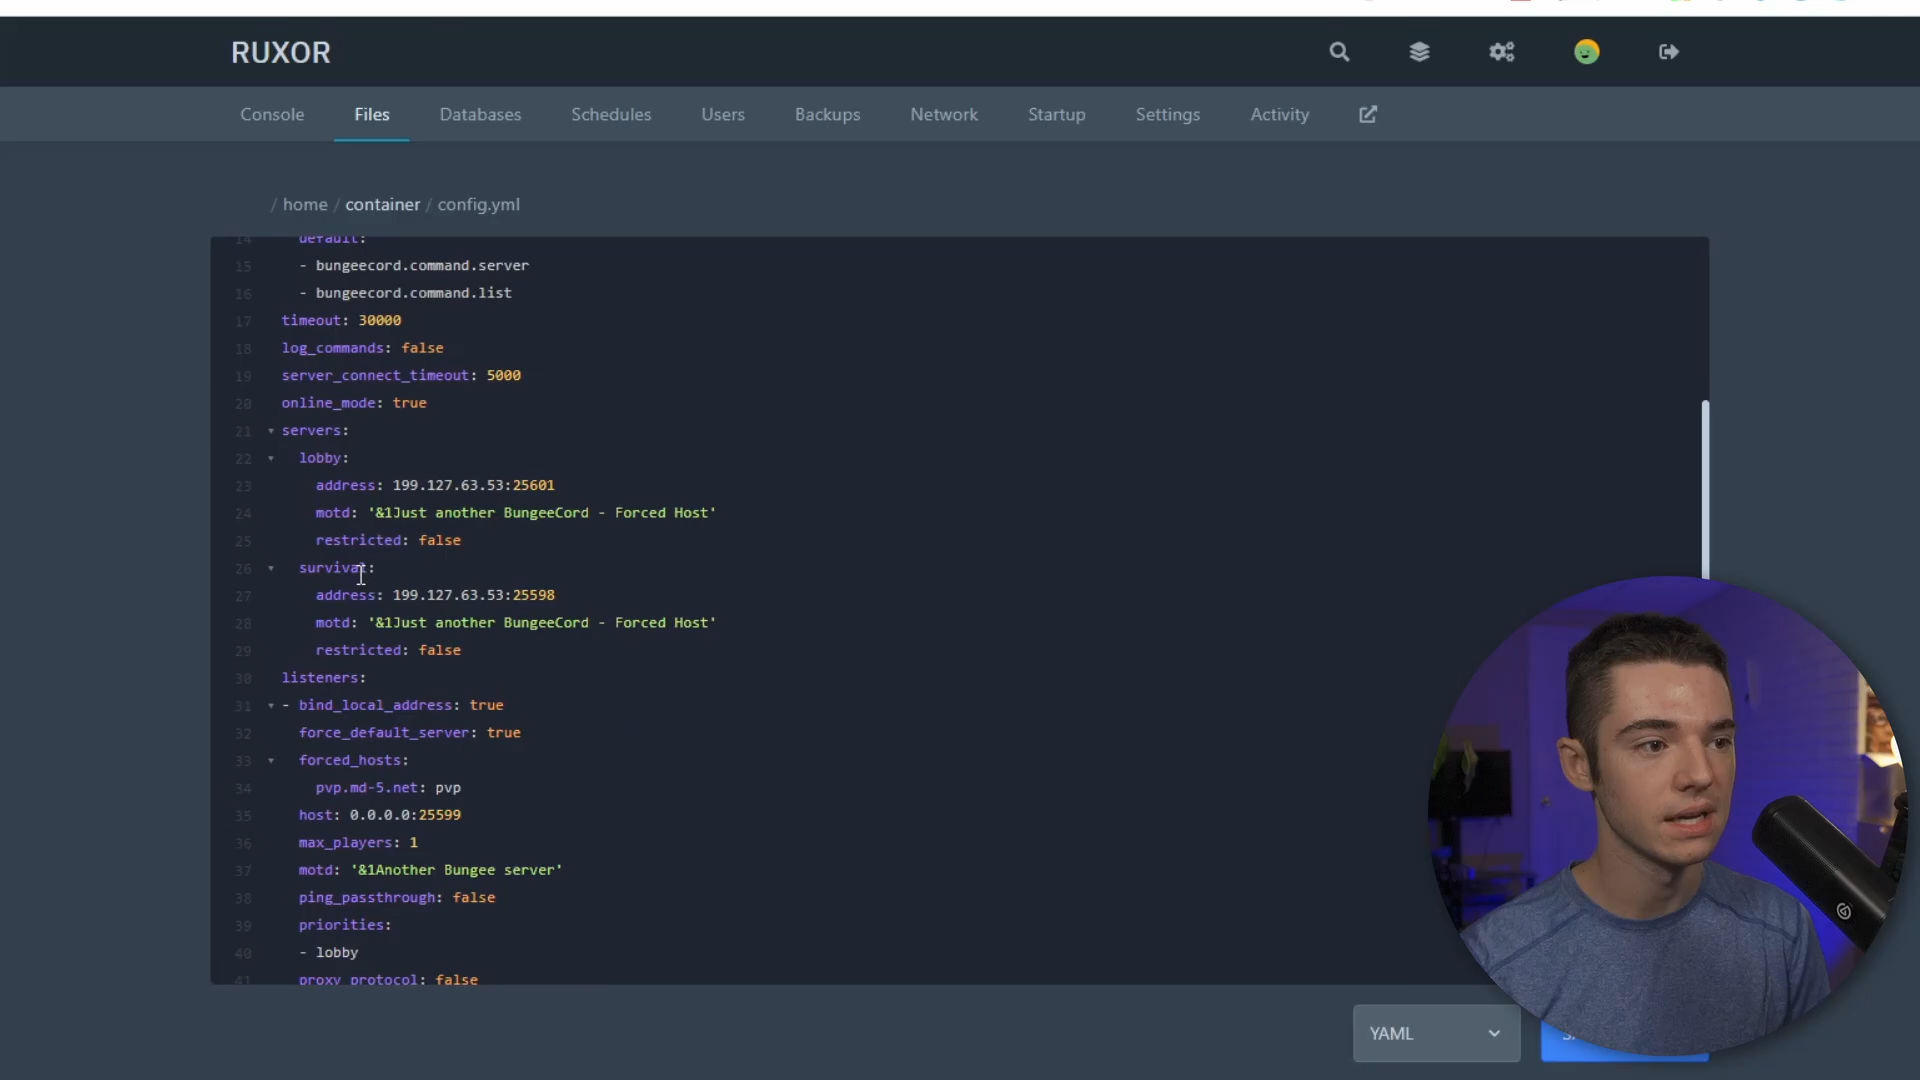 RUXOR
Console Files Databases Schedules Users Backups Network Startup Settings Activity
/ home / container / config.yml
14 default:
15 - bungeecord.command.server
16 - bungeecord.command.list
17 timeout: 30000
18 log_commands: false
19 server_connect_timeout: 5000
20 online_mode: true
21 servers:
22 lobby:
23 address: 199.127.63.53:25601
24 motd: '&1Just another BungeeCord - Forced Host'
25 restricted: false
26 survival:
27 address: 199.127.63.53:25598
28 motd: '&1Just another BungeeCord - Forced Host'
29 restricted: false
30 listeners:
31 - bind_local_address: true
32 force_default_server: true
33 forced_hosts:
34 pvp.md-5.net: pvp
35 host: 0.0.0.0:25599
36 max_players: 1
37 motd: '&1Another Bungee server'
38 ping_passthrough: false
39 priorities:
40 - lobby
41 proxy_protocol: false
YAML